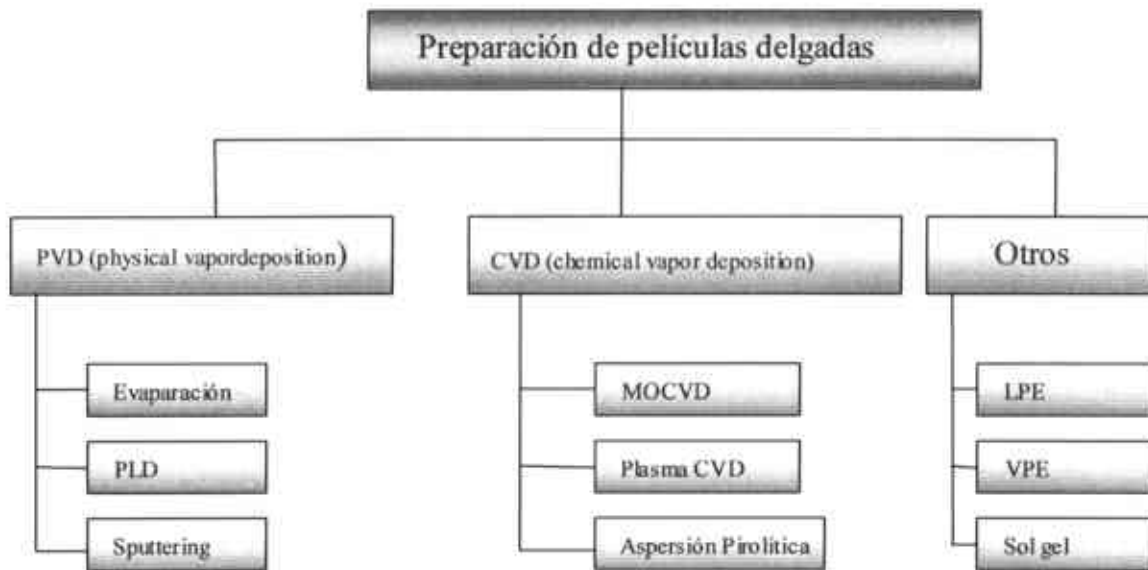 Preparación de películas delgadas
PVD (physical vapordeposition)
CVD (chemical vapor deposition)
Otros
Evaparación
PLD
Sputtering
MOCVD
Plasma CVD
Aspersión Pirolítica
LPE
VPE
Sol gel